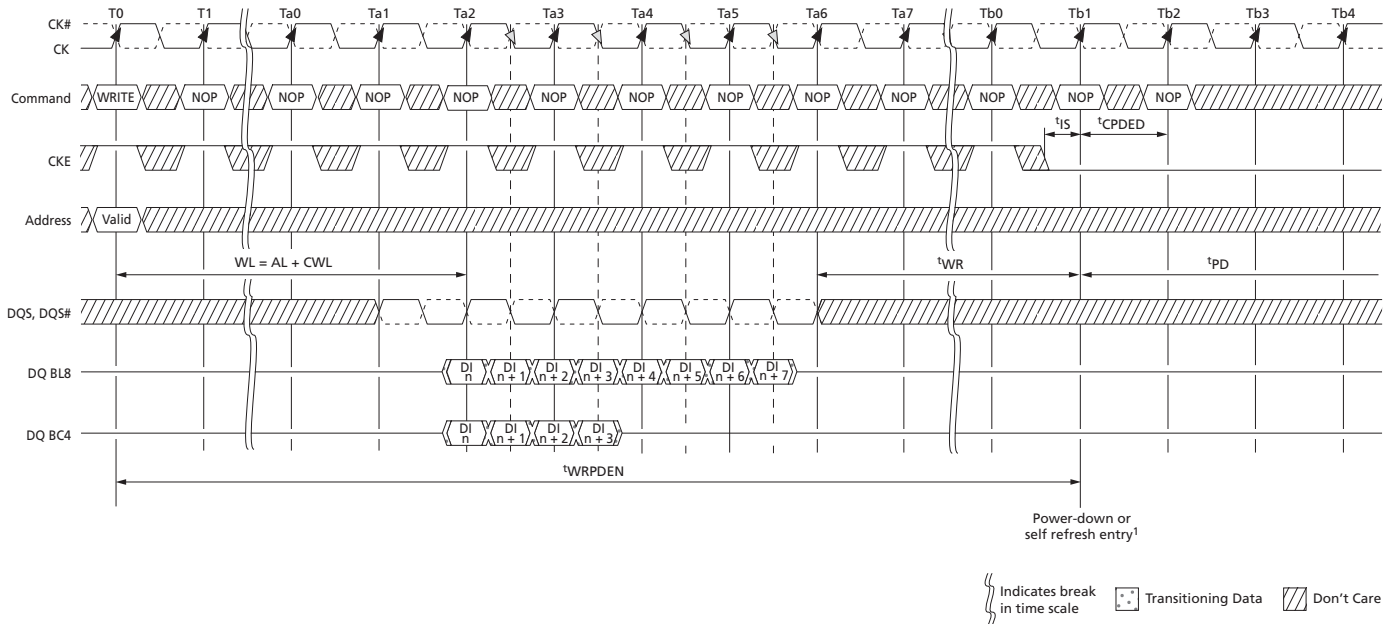 T0 T1 Ta0 Ta1 Ta2 Ta3 Ta4 Ta5 Ta6 Ta7 Tb0 Tb1 Tb2 Tb3 Tb4
CK#
CK
Command WRITE NOP NOP NOP NOP NOP NOP NOP NOP NOP NOP NOP NOP
tIS tCPDED
CKE
Address Valid
WL = AL + CWL tWR tPD
DQS, DQS#
DQ BL8 DI n DI n + 1 DI n + 2 DI n + 3 DI n + 4 DI n + 5 DI n + 6 DI n + 7
DQ BC4 DI n DI n + 1 DI n + 2 DI n + 3
tWRPDEN
Power-down or
self refresh entry1
Indicates break
in time scale
Transitioning Data
Don't Care